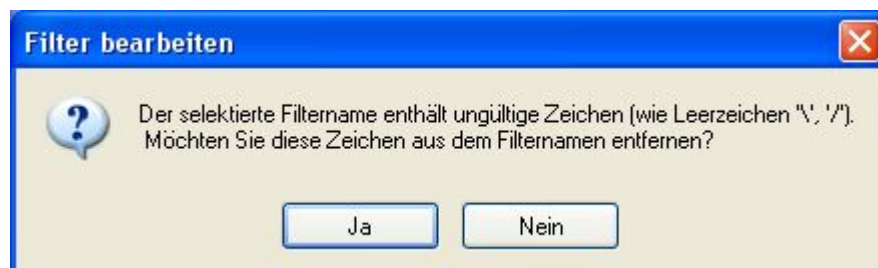 Filter bearbeiten
Der selektierte Filtername enthält ungültige Zeichen (wie Leerzeichen '\', '/').
Möchten Sie diese Zeichen aus dem Filternamen entfernen?
Ja
Nein